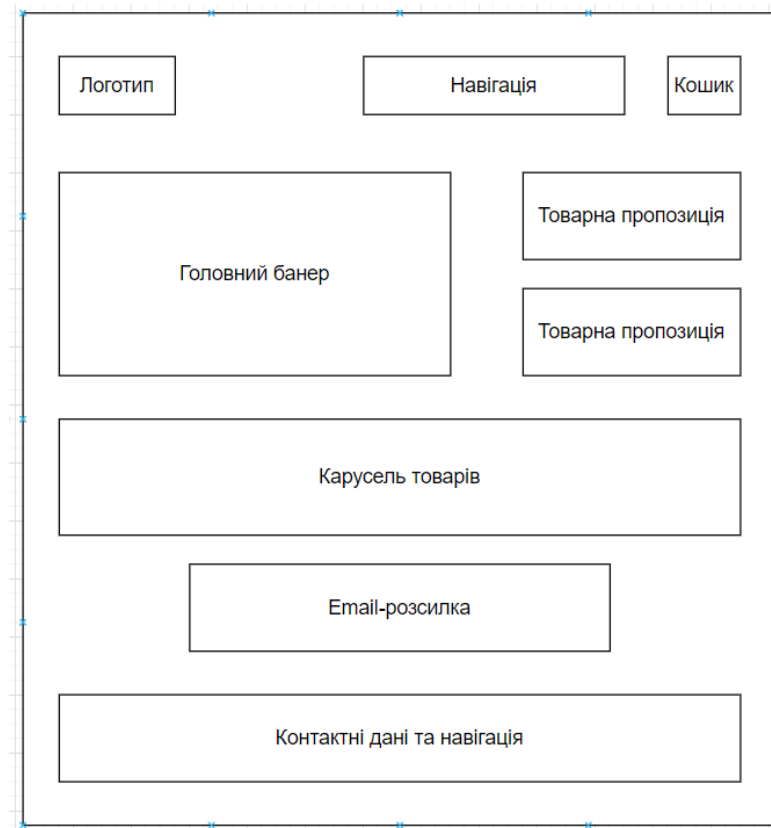 Логотип
Навігація
Кошик
Головний банер
Товарна пропозиція
Товарна пропозиція
Карусель товарів
Email-розсилка
Контактні дані та навігація